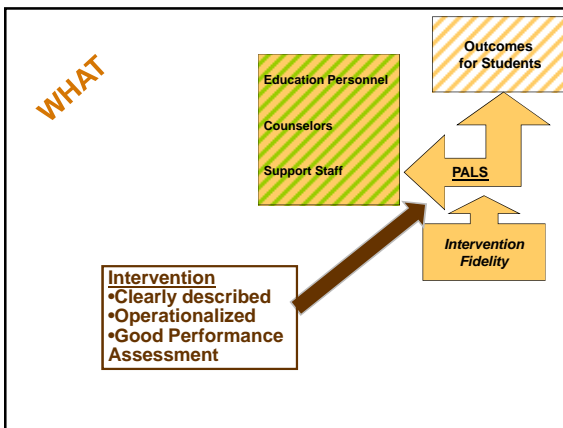 WHAT
Outcomes
for Students
Education Personnel
Counselors
Support Staff
PALS
Intervention
Fidelity
Intervention
•Clearly described
•Operationalized
•Good Performance
Assessment